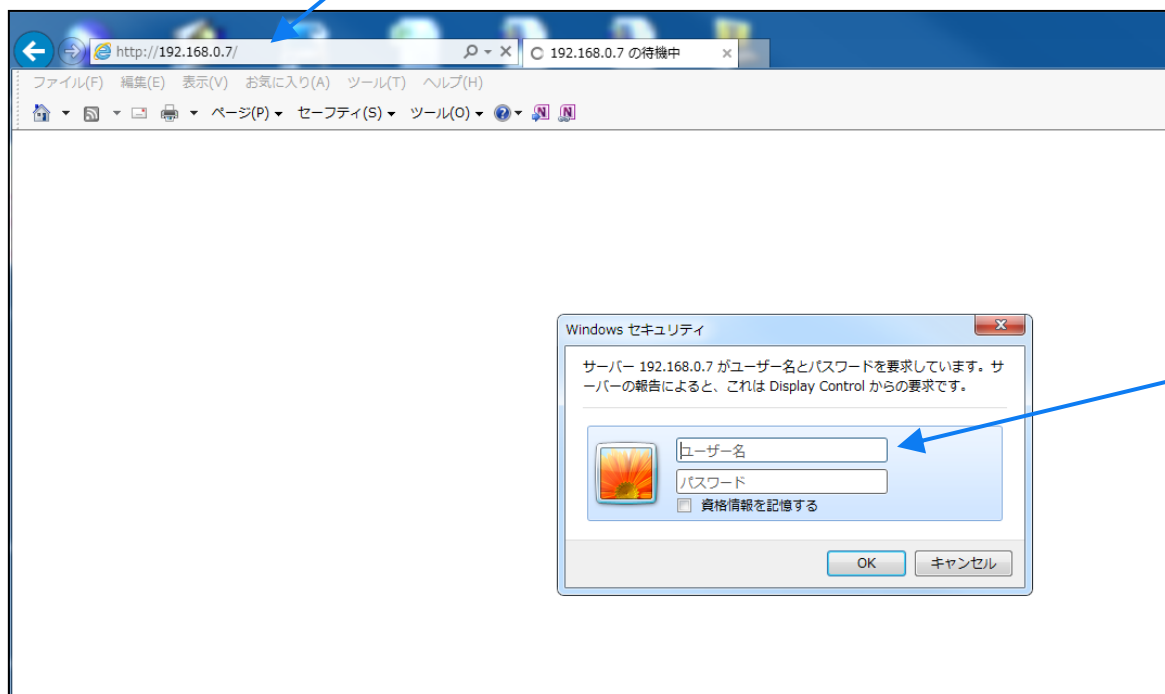 http://192.168.0.7/
192.168.0.7 の待機中
ファイル(F) 編集(E) 表示(V) お気に入り(A) ツール(T) ヘルプ(H)
ページ(P) セーフティ(S) ツール(O)
Windows セキュリティ
サーバー 192.168.0.7 がユーザー名とパスワードを要求しています。サ
ーバーの報告によると、これは Display Control からの要求です。
ユーザー名
パスワード
資格情報を記憶する
OK キャンセル